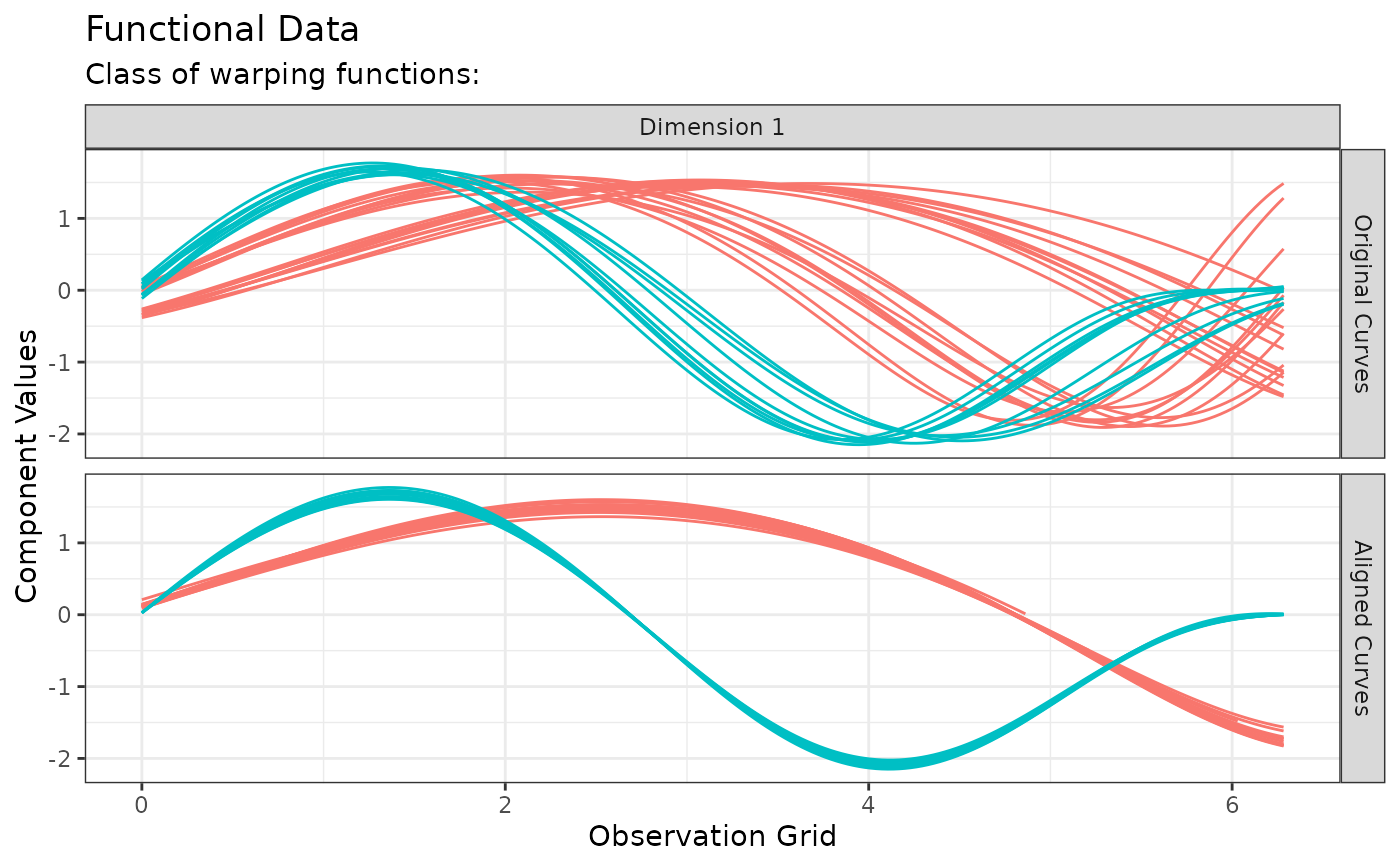 Functional Data
Class of warping functions:
Dimension 1
Component Values
1
0
-1
-2
Original Curves
1
0
-1
-2
Aligned Curves
0 2 4 6
Observation Grid